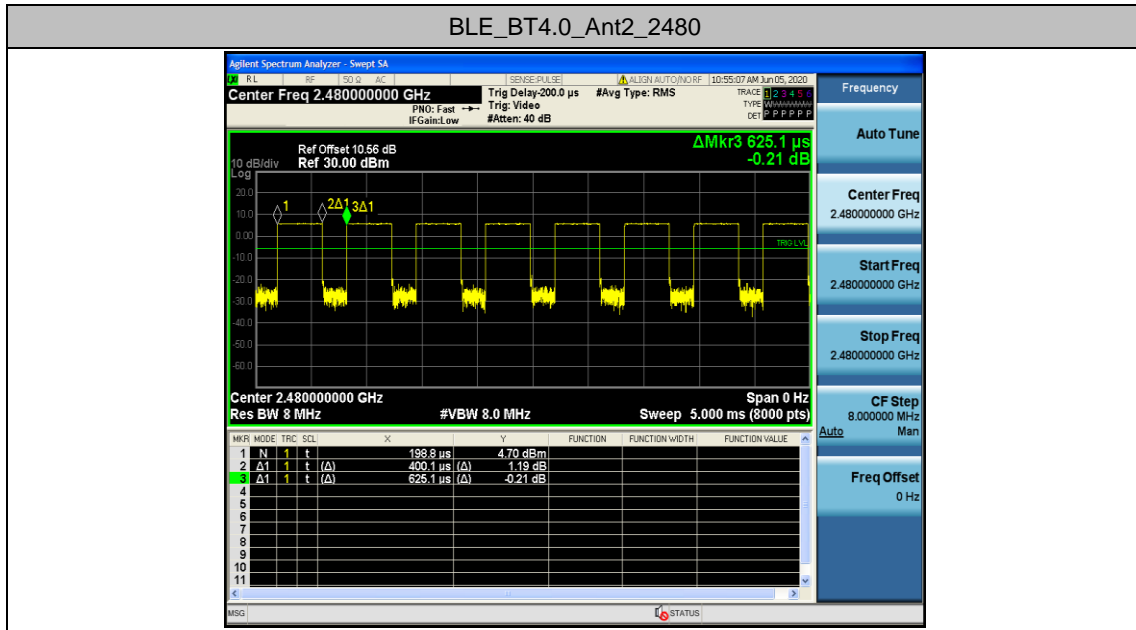 BLE_BT4.0_Ant2_2480
Agilent Spectrum Analyzer - Swept SA
RL RF 50 Ω AC SENSE:PULSE ALIGN AUTO/NO RF 10:55:07 AM Jun 05, 2020
Center Freq 2.480000000 GHz
PNO: Fast
IFGain:Low
Trig Delay-200.0 µs
Trig: Video
#Atten: 40 dB
#Avg Type: RMS
TRACE 1 2 3 4 5 6
TYPE
DET P P P P P P
ΔMkr3 625.1 µs
-0.21 dB
10 dB/div
Log
Ref Offset 10.56 dB
Ref 30.00 dBm
20.0
10.0
0.00
-10.0
-20.0
-30.0
-40.0
-50.0
-60.0
1
2Δ1
3Δ1
TRIG LVL
Center 2.480000000 GHz Span 0 Hz
Res BW 8 MHz #VBW 8.0 MHz Sweep 5.000 ms (8000 pts)
MKR MODE TRC SCL X Y FUNCTION FUNCTION WIDTH FUNCTION VALUE
1 N 1 t 198.8 µs 4.70 dBm
2 Δ1 1 t (Δ) 400.1 µs (Δ) 1.19 dB
3 Δ1 1 t (Δ) 625.1 µs (Δ) -0.21 dB
4
5
6
7
8
9
10
11
MSG STATUS
Frequency
Auto Tune
Center Freq
2.480000000 GHz
Start Freq
2.480000000 GHz
Stop Freq
2.480000000 GHz
CF Step
8.000000 MHz
Auto Man
Freq Offset
0 Hz